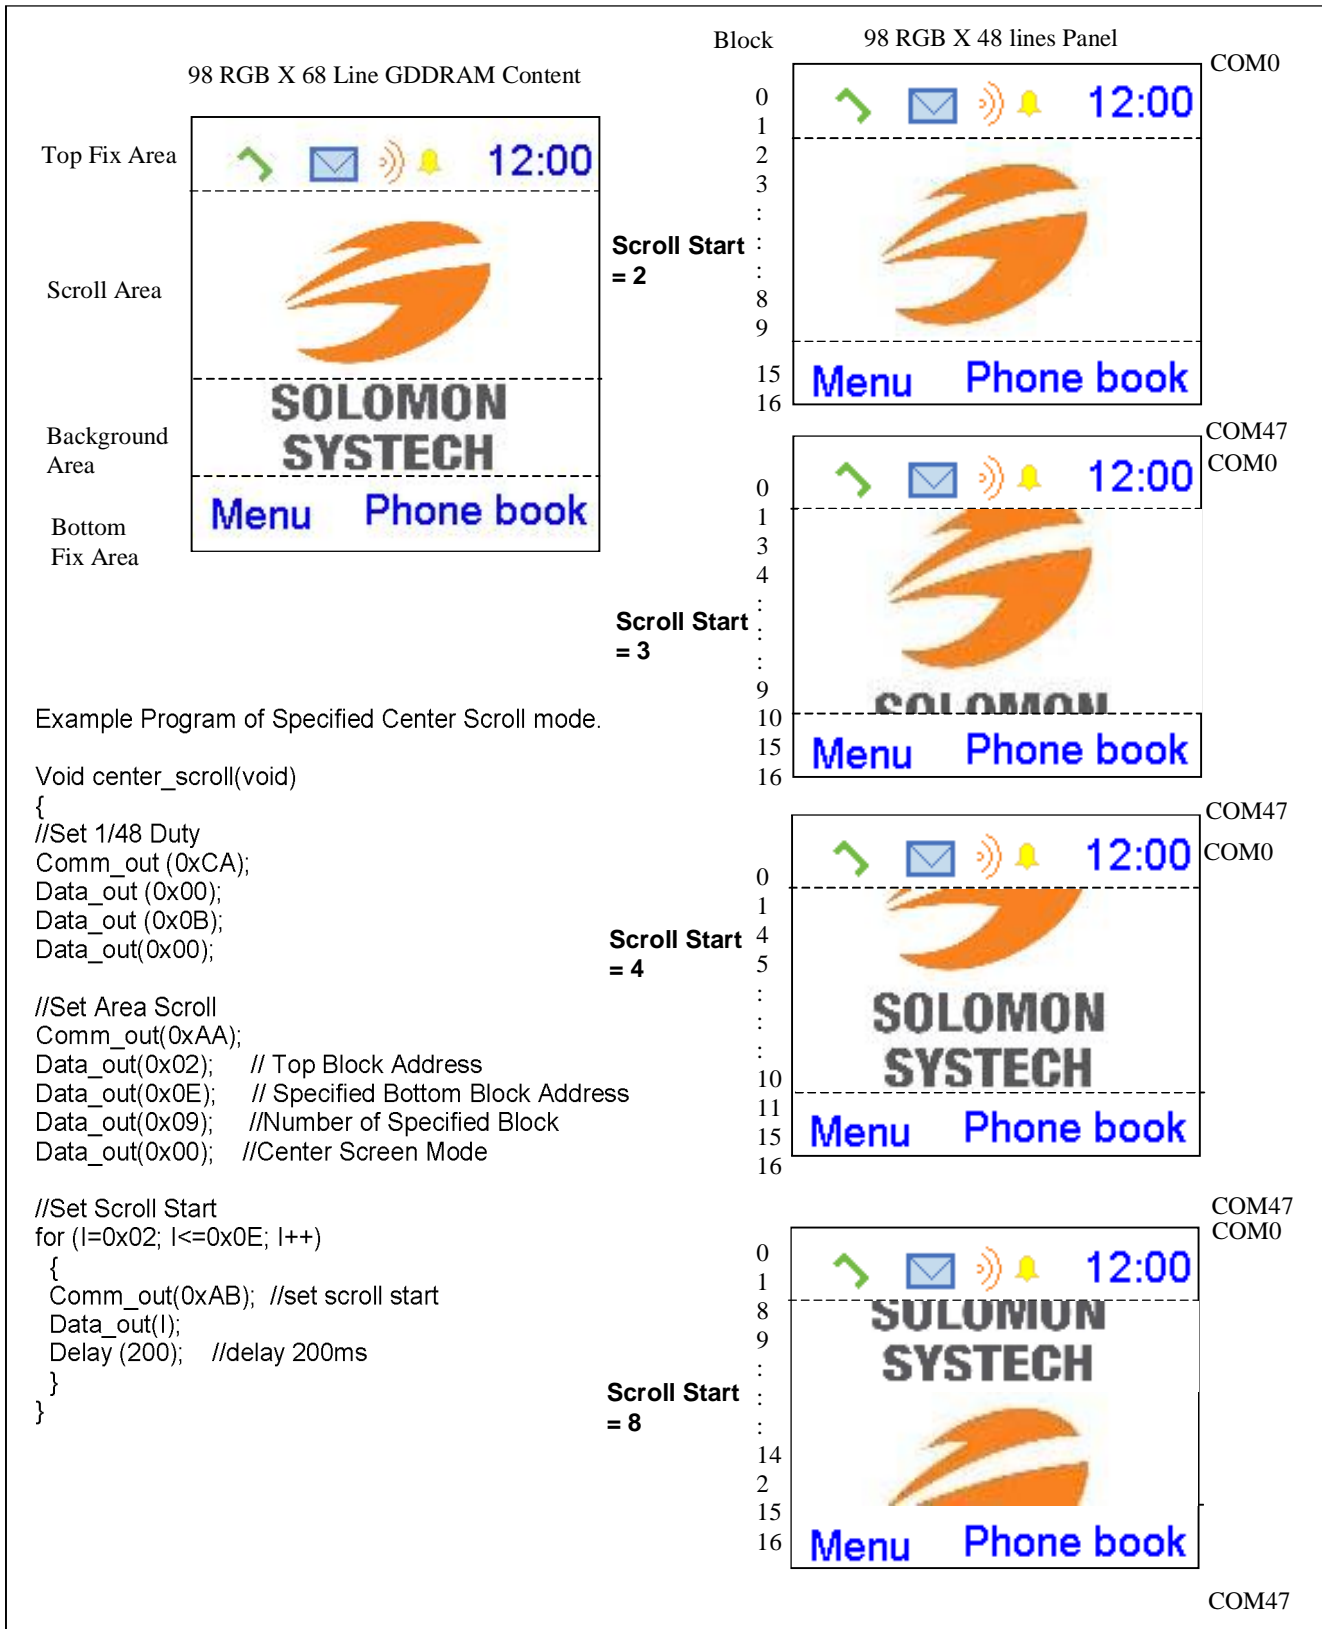 98 RGB X 68 Line GDDRAM Content
Top Fix Area
12:00
Scroll Area
SOLOMON
SYSTECH
Background
Area
Menu Phone book
Bottom
Fix Area
Block
98 RGB X 48 lines Panel
COM0
Scroll Start
= 2
0
1
2
3
:
:
:
8
9
15
16
12:00
Menu Phone book
COM47
COM0
Scroll Start
= 3
0
1
3
4
:
:
:
9
10
15
16
12:00
SOLOMON
Menu Phone book
COM47
COM0
Scroll Start
= 4
0
1
4
5
:
:
:
10
11
15
16
12:00
SOLOMON
SYSTECH
Menu Phone book
COM47
COM0
Scroll Start
= 8
0
1
8
9
:
:
:
14
2
15
16
12:00
SOLOMON
SYSTECH
Menu Phone book
COM47
Example Program of Specified Center Scroll mode.
Void center_scroll(void)
{
//Set 1/48 Duty
Comm_out (0xCA);
Data_out (0x00);
Data_out (0x0B);
Data_out(0x00);
//Set Area Scroll
Comm_out(0xAA);
Data_out(0x02); // Top Block Address
Data_out(0x0E); // Specified Bottom Block Address
Data_out(0x09); //Number of Specified Block
Data_out(0x00); //Center Screen Mode
//Set Scroll Start
for (I=0x02; I<=0x0E; I++)
{
Comm_out(0xAB); //set scroll start
Data_out(I);
Delay (200); //delay 200ms
}
}